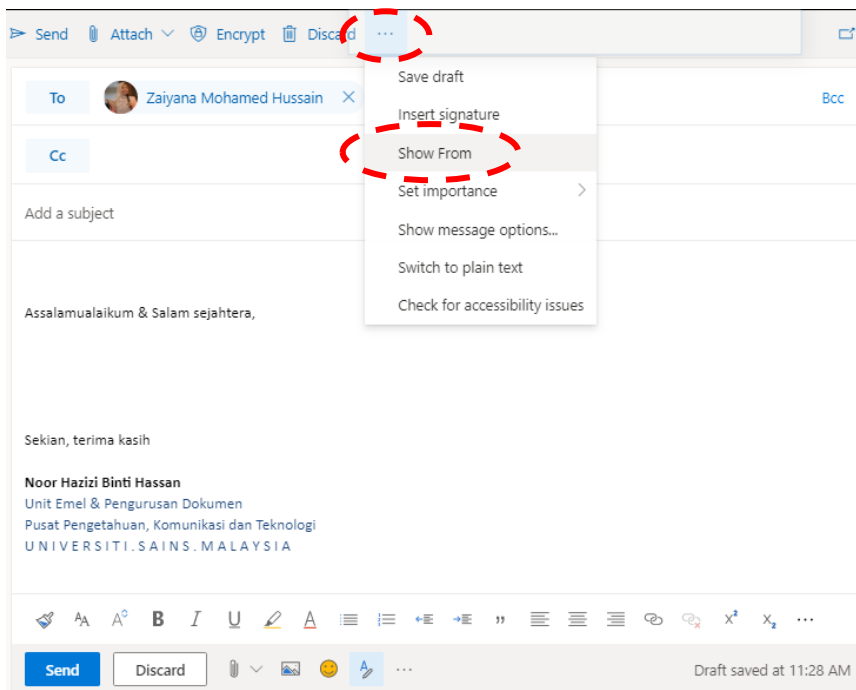 Send Attach Encrypt Discard ...
To Zaiyana Mohamed Hussain Bcc
Cc
Add a subject
Save draft
Insert signature
Show From
Set importance
Show message options...
Switch to plain text
Check for accessibility issues
Assalamualaikum & Salam sejahtera,
Sekian, terima kasih
Noor Hazizi Binti Hassan
Unit Emel & Pengurusan Dokumen
Pusat Pengetahuan, Komunikasi dan Teknologi
U N I V E R S I T I . S A I N S . M A L A Y S I A
Send Discard ... Draft saved at 11:28 AM